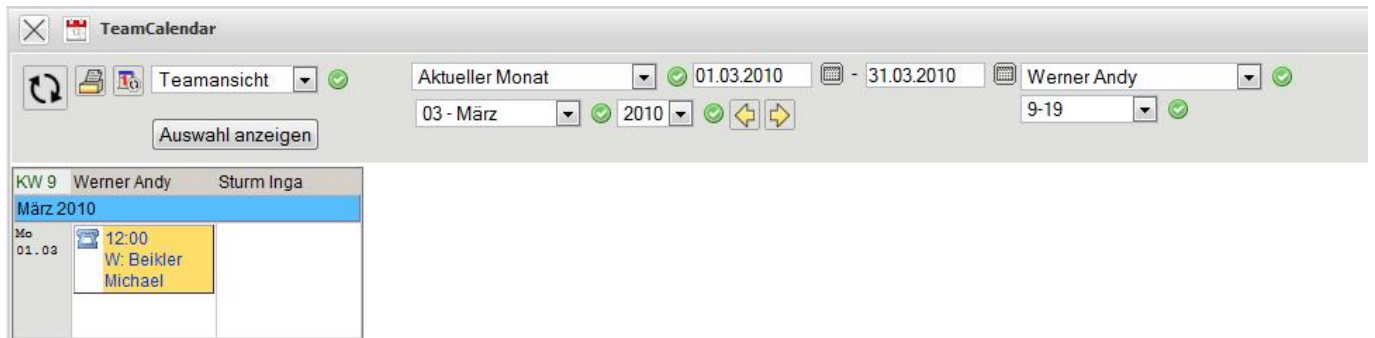 TeamCalendar
Teamansicht
Aktueller Monat 01.03.2010 - 31.03.2010 Werner Andy
03 - März 2010 9-19
Auswahl anzeigen
KW 9 Werner Andy Sturm Inga
März 2010
Mo 12:00
01.03 W: Beikler
Michael